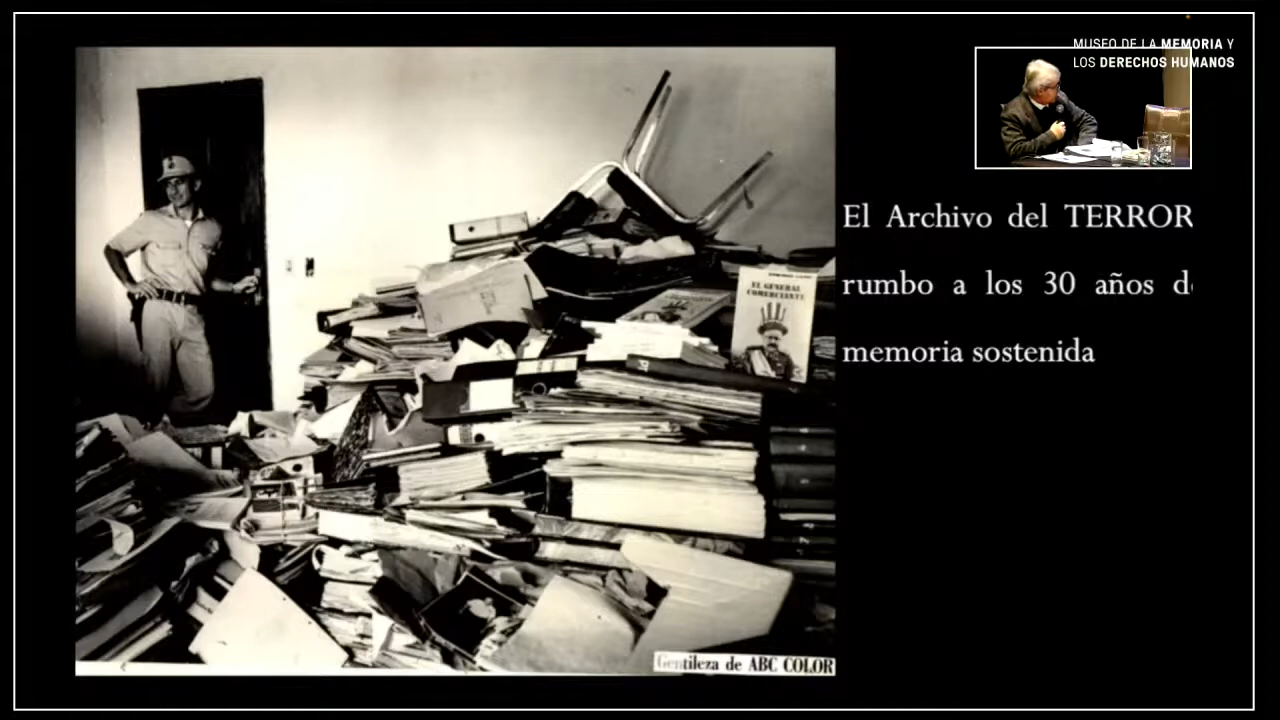 MUSEO DE LA MEMORIA Y
LOS DERECHOS HUMANOS
El Archivo del TERROR
rumbo a los 30 años de
memoria sostenida
EL GENERAL
COMERCIANTE
Gentileza de ABC COLOR